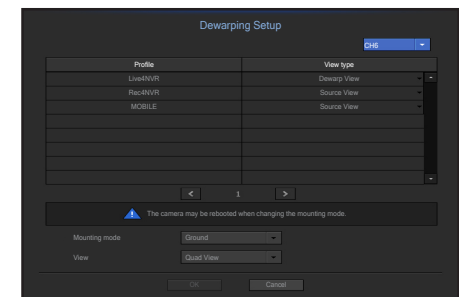 Dewarping Setup
CH6
Profile View type
Live4NVR Dewarp View
Rec4NVR Source View
MOBILE Source View
< 1 >
The camera may be rebooted when changing the mounting mode.
Mounting mode Ground
View Quad View
OK Cancel